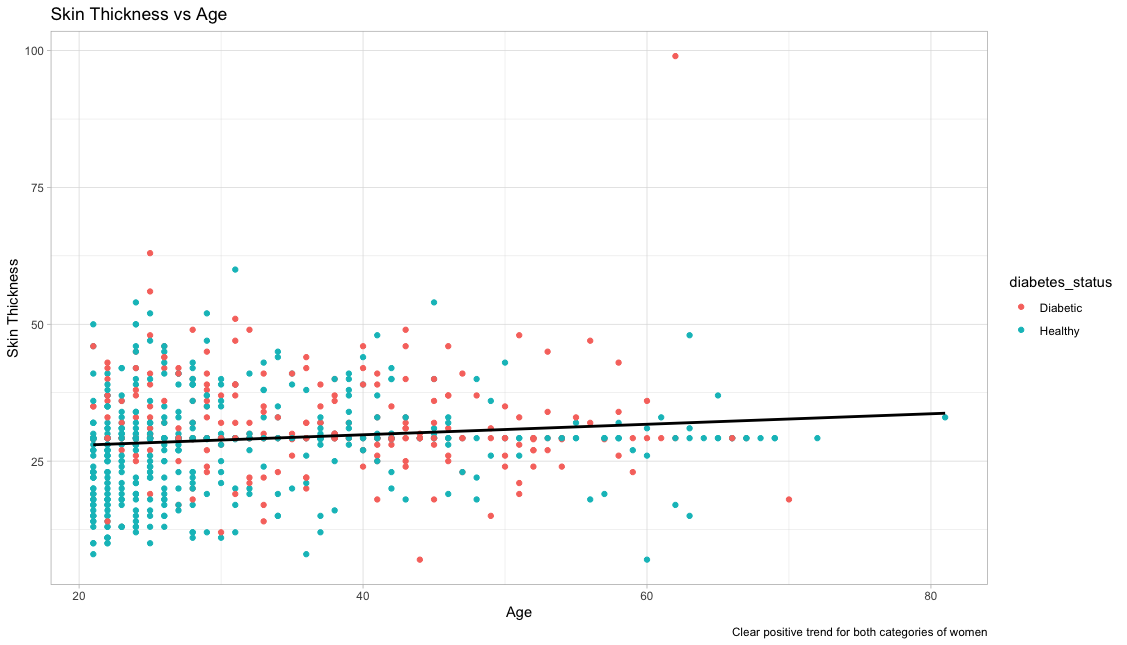 Skin Thickness vs Age
100
75
50
25
Skin Thickness
20
40
60
80
Age
diabetes_status
Diabetic
Healthy
Clear positive trend for both categories of women